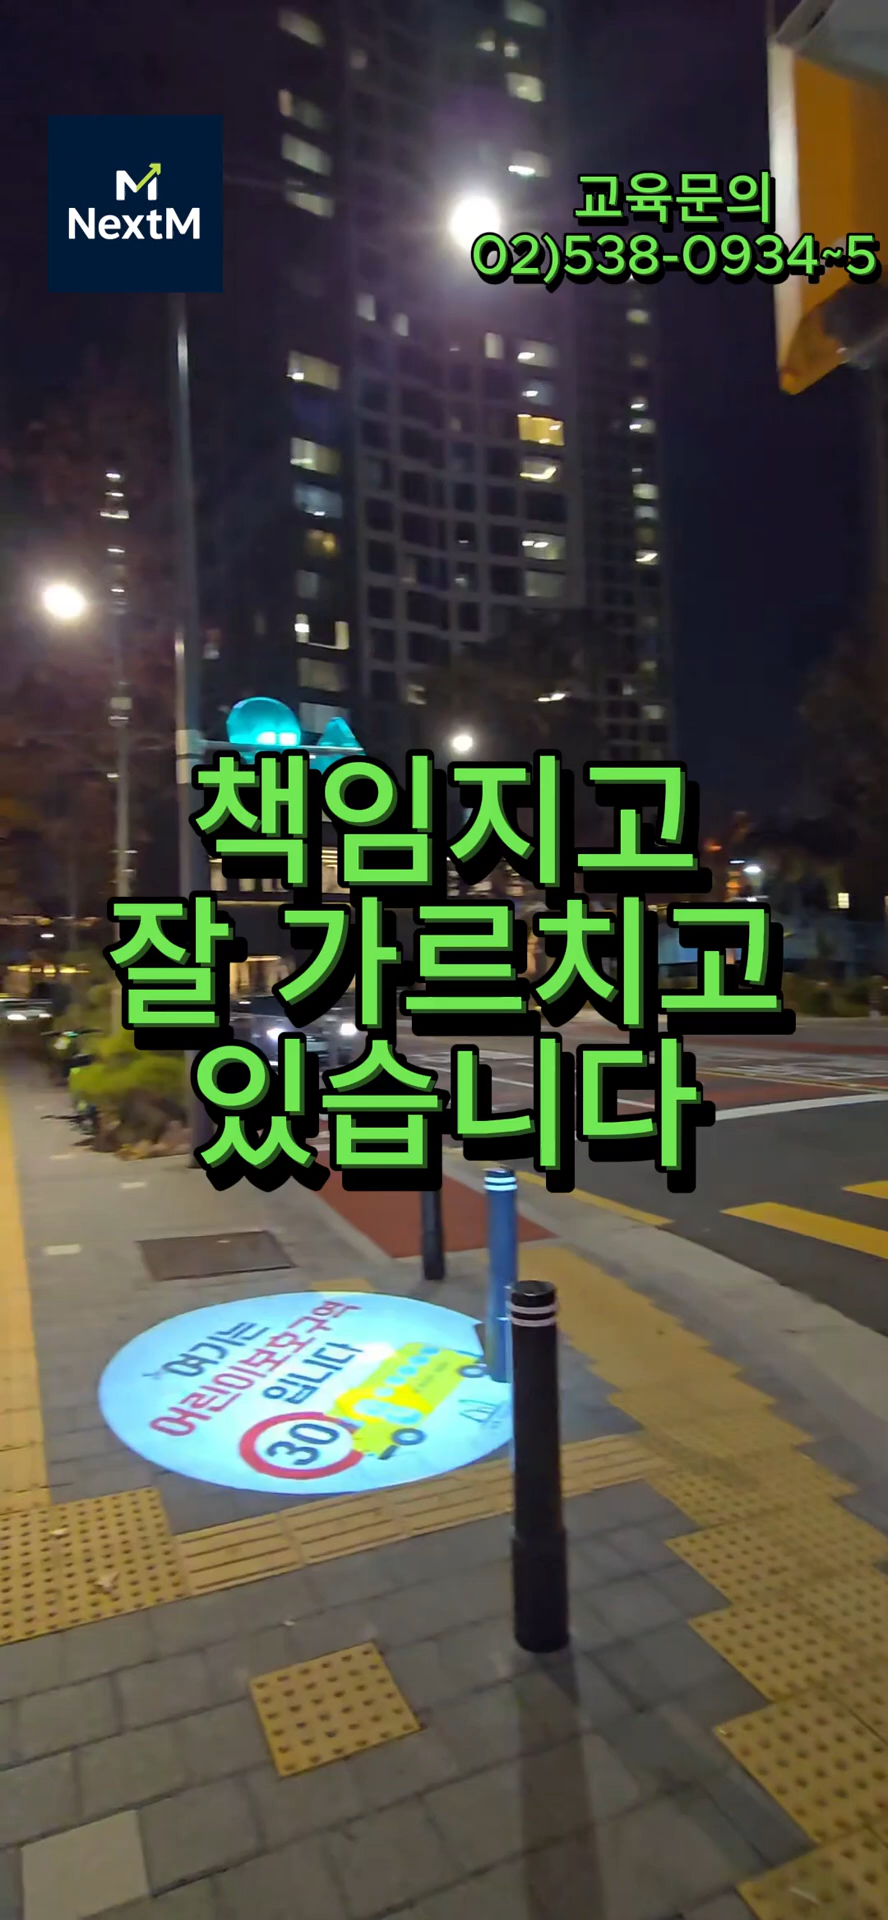 NextM
교육문의
02)538-0934~5
책임지고
잘 가르치고
있습니다
여기는
어린이보호구역
입니다
30